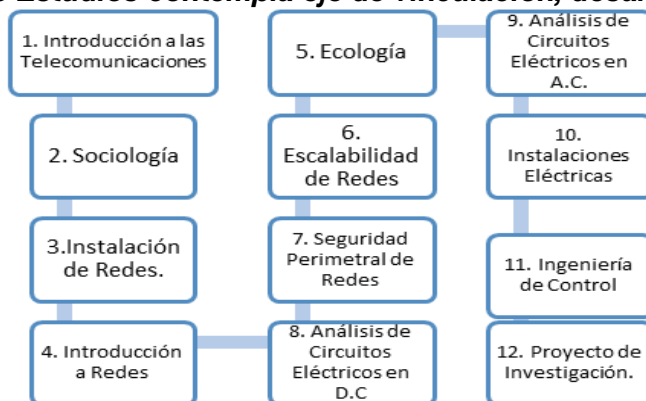 Estudios contempla eje de vinculación, desar
1. Introducción a las
Telecomunicaciones
2. Sociología
3.Instalación
de Redes.
4. Introducción
a Redes
5. Ecología
6.
Escalabilidad
de Redes
7. Seguridad
Perimetral de
Redes
8. Análisis de
Circuitos
Eléctricos en
D.C
9. Análisis de
Circuitos
Eléctricos en
A.C.
10.
Instalaciones
Eléctricas
11. Ingeniería
de Control
12. Proyecto de
Investigación.